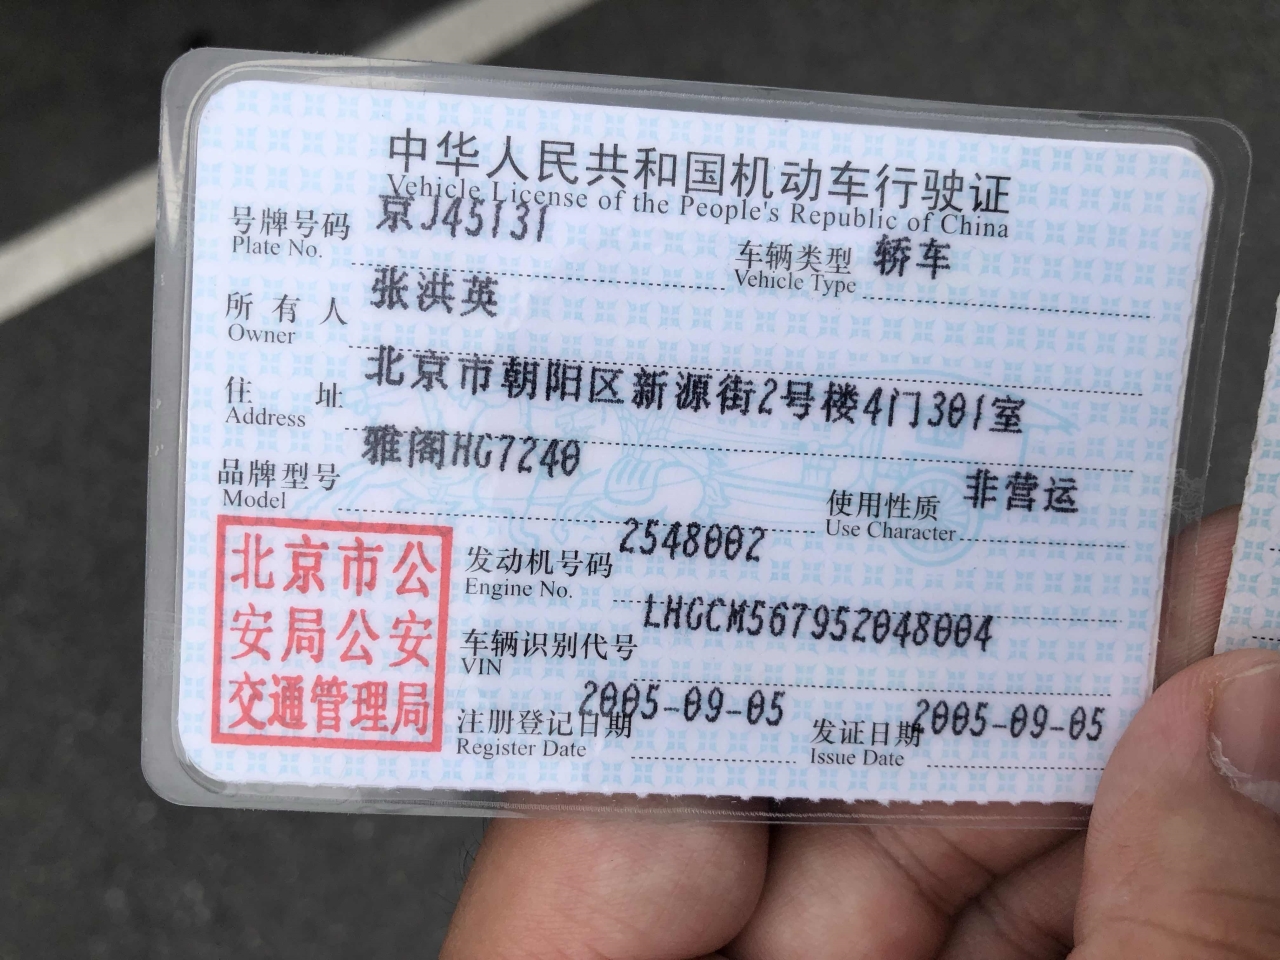 中华人民共和国机动车行驶证
Vehicle License of the People's Republic of China
号牌号码 京J45131 车辆类型 轿车
Plate No. Vehicle Type
所有人 张洪英
Owner
住址 北京市朝阳区新源街2号楼4门301室
Address
品牌型号 雅阁HG7240 使用性质 非营运
Model Use Character
发动机号码 2548002
Engine No.
车辆识别代号 LHGCM567952048004
VIN
注册登记日期 2005-09-05 发证日期 2005-09-05
Register Date Issue Date
北京市公
安局公安
交通管理局